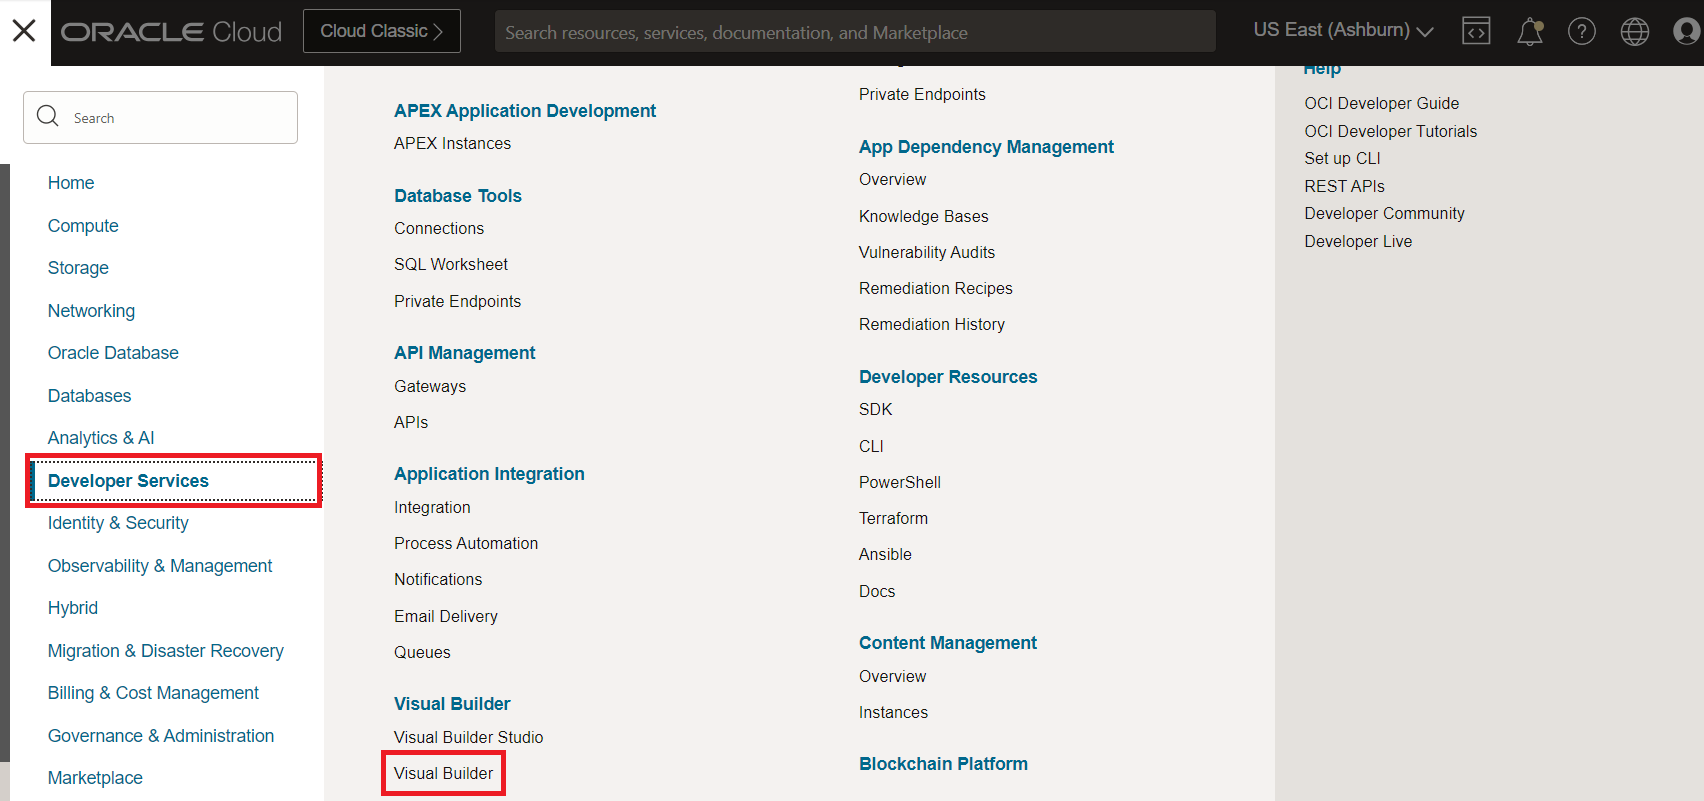 ORACLE Cloud
Cloud Classic
Search resources, services, documentation, and Marketplace
US East (Ashburn)
Search
Home
Compute
Storage
Networking
Oracle Database
Databases
Analytics & AI
Developer Services
Identity & Security
Observability & Management
Hybrid
Migration & Disaster Recovery
Billing & Cost Management
Governance & Administration
Marketplace
APEX Application Development
APEX Instances
Database Tools
Connections
SQL Worksheet
Private Endpoints
API Management
Gateways
APIs
Application Integration
Integration
Process Automation
Notifications
Email Delivery
Queues
Visual Builder
Visual Builder Studio
Visual Builder
Private Endpoints
App Dependency Management
Overview
Knowledge Bases
Vulnerability Audits
Remediation Recipes
Remediation History
Developer Resources
SDK
CLI
PowerShell
Terraform
Ansible
Docs
Content Management
Overview
Instances
Blockchain Platform
Help
OCI Developer Guide
OCI Developer Tutorials
Set up CLI
REST APIs
Developer Community
Developer Live